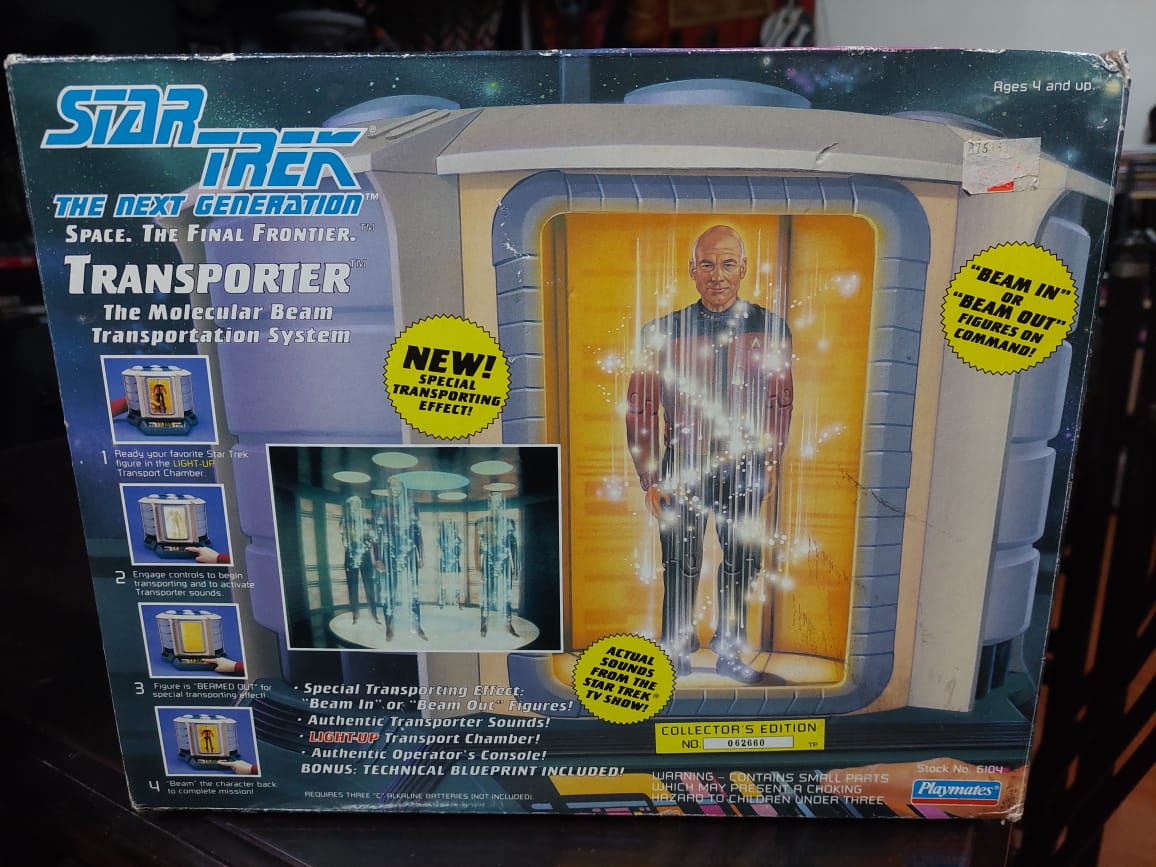 Ages 4 and up.
STAR
TREK®
THE NEXT GENERATION™
SPACE. THE FINAL FRONTIER.™
TRANSPORTER™
The Molecular Beam
Transportation System
"BEAM IN"
OR
"BEAM OUT"
FIGURES ON
COMMAND!
NEW!
SPECIAL
TRANSPORTING
EFFECT!
1 Ready your favorite Star Trek
figure in the LIGHT-UP
Transport Chamber.
2 Engage controls to begin
transporting and to activate
Transporter sounds.
3 Figure is "BEAMED OUT" for
special transporting effect!
4 "Beam" the character back
to complete mission!
ACTUAL
SOUNDS
FROM THE
STAR TREK®
TV SHOW!
• Special Transporting Effect:
"Beam In" or "Beam Out" Figures!
• Authentic Transporter Sounds!
• LIGHT-UP Transport Chamber!
• Authentic Operator's Console!
BONUS: TECHNICAL BLUEPRINT INCLUDED!
REQUIRES THREE "C" ALKALINE BATTERIES (NOT INCLUDED).
COLLECTOR'S EDITION
NO. 062660 TP
WARNING - CONTAINS SMALL PARTS
WHICH MAY PRESENT A CHOKING
HAZARD TO CHILDREN UNDER THREE
Stock No. 6104
Playmates®